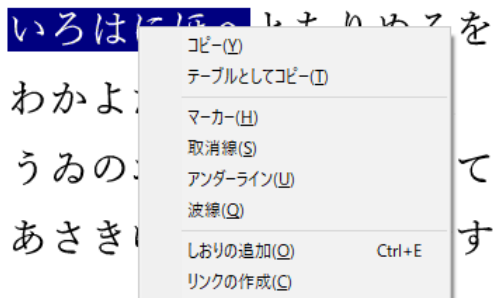 いろはにほへとちりぬるを
わかよ
うゐの
て
あさき
す
コピー(Y)
テーブルとしてコピー(T)
マーカー(H)
取消線(S)
アンダーライン(U)
波線(Q)
しおりの追加(O) Ctrl+E
リンクの作成(C)